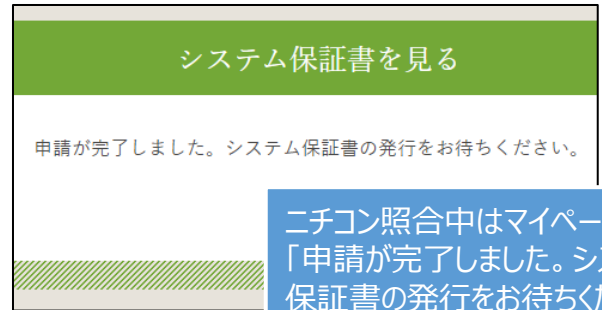 システム保証書を見る
申請が完了しました。システム保証書の発行をお待ちください。
ニチコン照合中はマイペー
「申請が完了しました。シス
保証書の発行をお待ちくだ